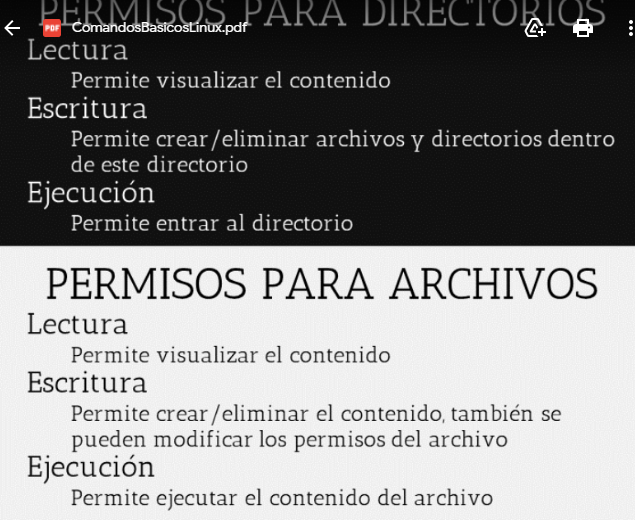 PERMISOS PARA DIRECTORIOS
PDF ComandosBasicosLinux.pdf
Lectura
Permite visualizar el contenido
Escritura
Permite crear/eliminar archivos y directorios dentro
de este directorio
Ejecución
Permite entrar al directorio
PERMISOS PARA ARCHIVOS
Lectura
Permite visualizar el contenido
Escritura
Permite crear/eliminar el contenido, también se
pueden modificar los permisos del archivo
Ejecución
Permite ejecutar el contenido del archivo